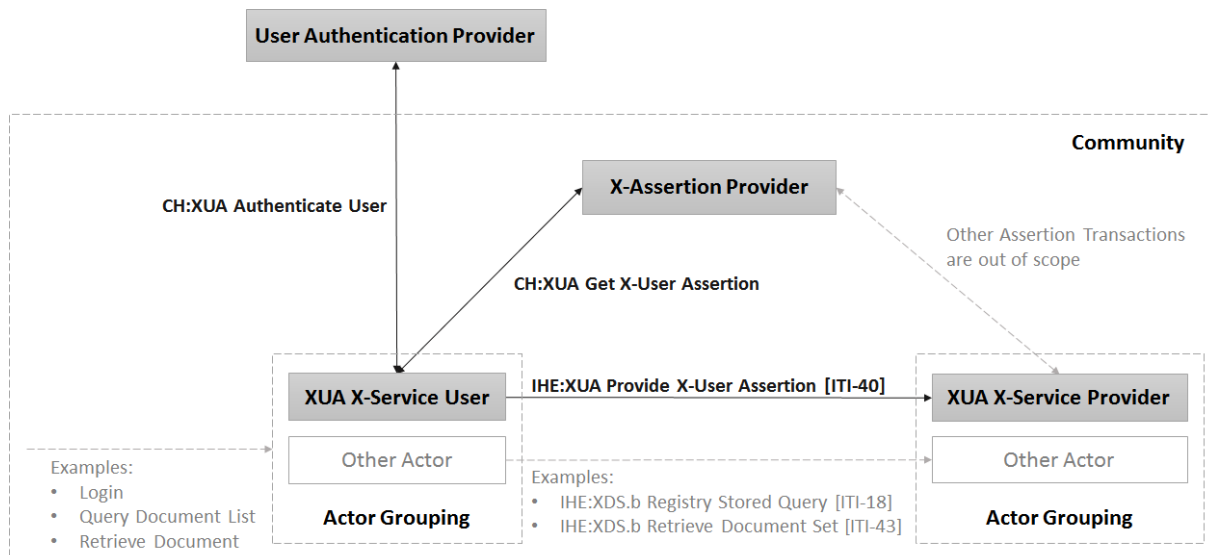 User Authentication Provider
Community
X-Assertion Provider
CH:XUA Authenticate User
Other Assertion Transactions
are out of scope
CH:XUA Get X-User Assertion
XUA X-Service User
IHE:XUA Provide X-User Assertion [ITI-40]
XUA X-Service Provider
Other Actor
Other Actor
Examples:
• Login
• Query Document List
• Retrieve Document
Actor Grouping
Examples:
• IHE:XDS.b Registry Stored Query [ITI-18]
• IHE:XDS.b Retrieve Document Set [ITI-43]
Actor Grouping